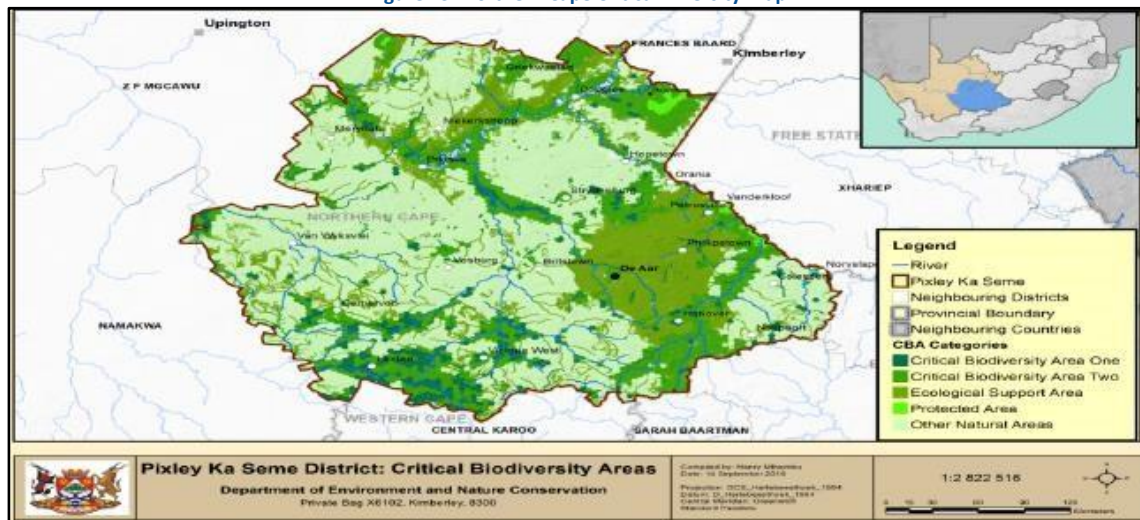 Upington
FRANCES BAARD
Kimberley
Z F MGCAWU
Douglas
FREE STATE
Niekerkshoop
Marydale
Prieska
Hopetown
Orania
Strydenburg
Vanderkloof
XHARIEP
Petrusville
NORTHERN CAPE
Van Wyksvlei
Philipstown
Vosburg
Britstown
De Aar
Colesberg
Carnarvon
Hanover
Noupoort
NAMAKWA
Loxton
Victoria West
WESTERN CAPE
CENTRAL KAROO
SARAH BAARTMAN
Legend
River
Pixley Ka Seme
Neighbouring Districts
Provincial Boundary
Neighbouring Countries
CBA Categories
Critical Biodiversity Area One
Critical Biodiversity Area Two
Ecological Support Area
Protected Area
Other Natural Areas
Pixley Ka Seme District: Critical Biodiversity Areas
Department of Environment and Nature Conservation
Private Bag X6102, Kimberley, 8300
1:2 822 516
Kilometers